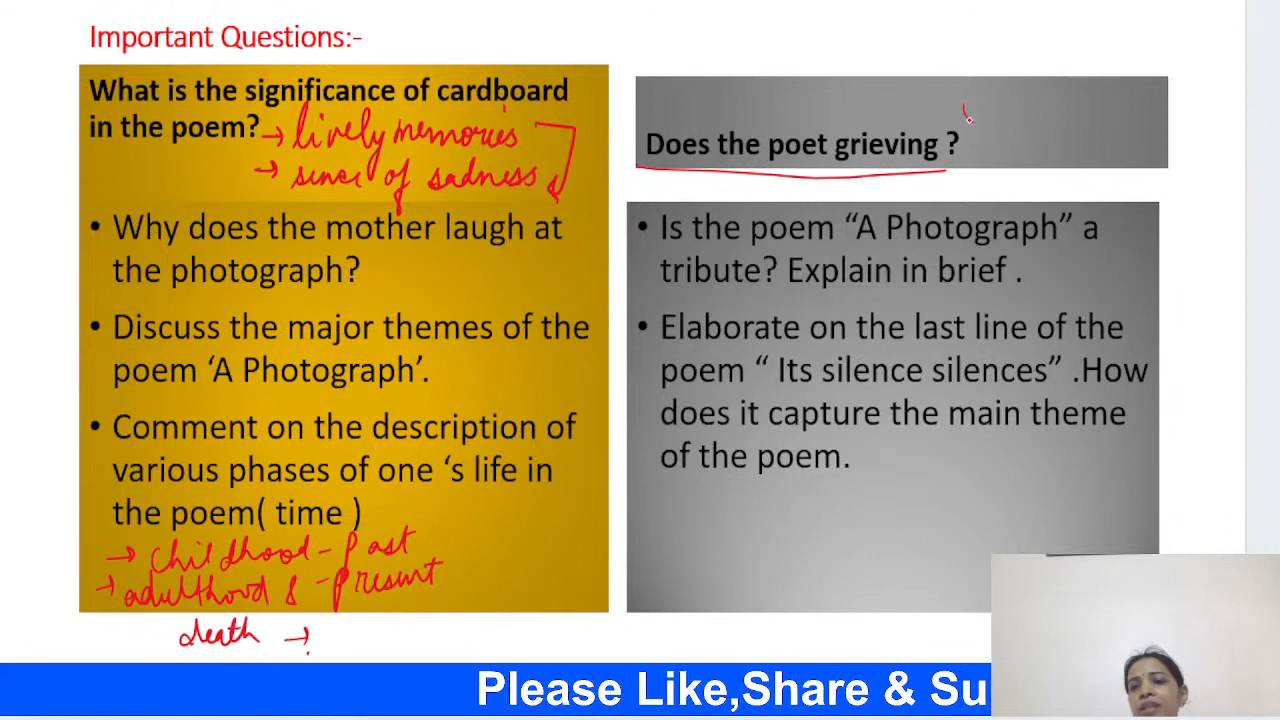 Important Questions:-
What is the significance of cardboard
in the poem? → lively memories
→ since of sadness
• Why does the mother laugh at
the photograph?
• Discuss the major themes of the
poem ‘A Photograph’.
• Comment on the description of
various phases of one ‘s life in
the poem( time )
→ childhood - Past
→ adulthood & - Present
death →
Does the poet grieving ?
• Is the poem “A Photograph” a
tribute? Explain in brief .
• Elaborate on the last line of the
poem “ Its silence silences” .How
does it capture the main theme
of the poem.
Please Like,Share & Su